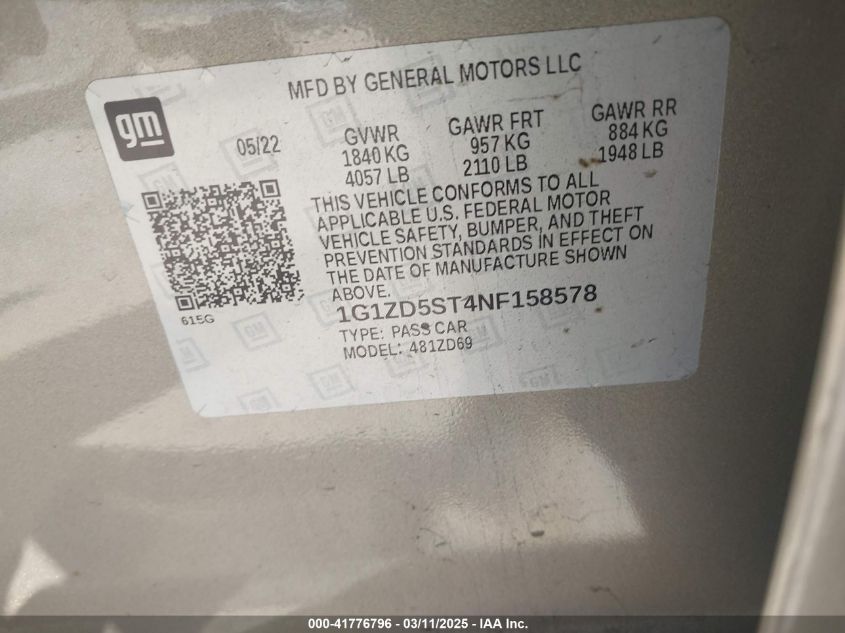 MFD BY GENERAL MOTORS LLC
gm
05/22
GVWR
1840 KG
4057 LB
GAWR FRT
957 KG
2110 LB
GAWR RR
884 KG
1948 LB
THIS VEHICLE CONFORMS TO ALL
APPLICABLE U.S. FEDERAL MOTOR
VEHICLE SAFETY, BUMPER, AND THEFT
PREVENTION STANDARDS IN EFFECT ON
THE DATE OF MANUFACTURE SHOWN
ABOVE.
615G
1G1ZD5ST4NF158578
TYPE: PASS CAR
MODEL: 481ZD69
000-41776796 - 03/11/2025 - IAA Inc.